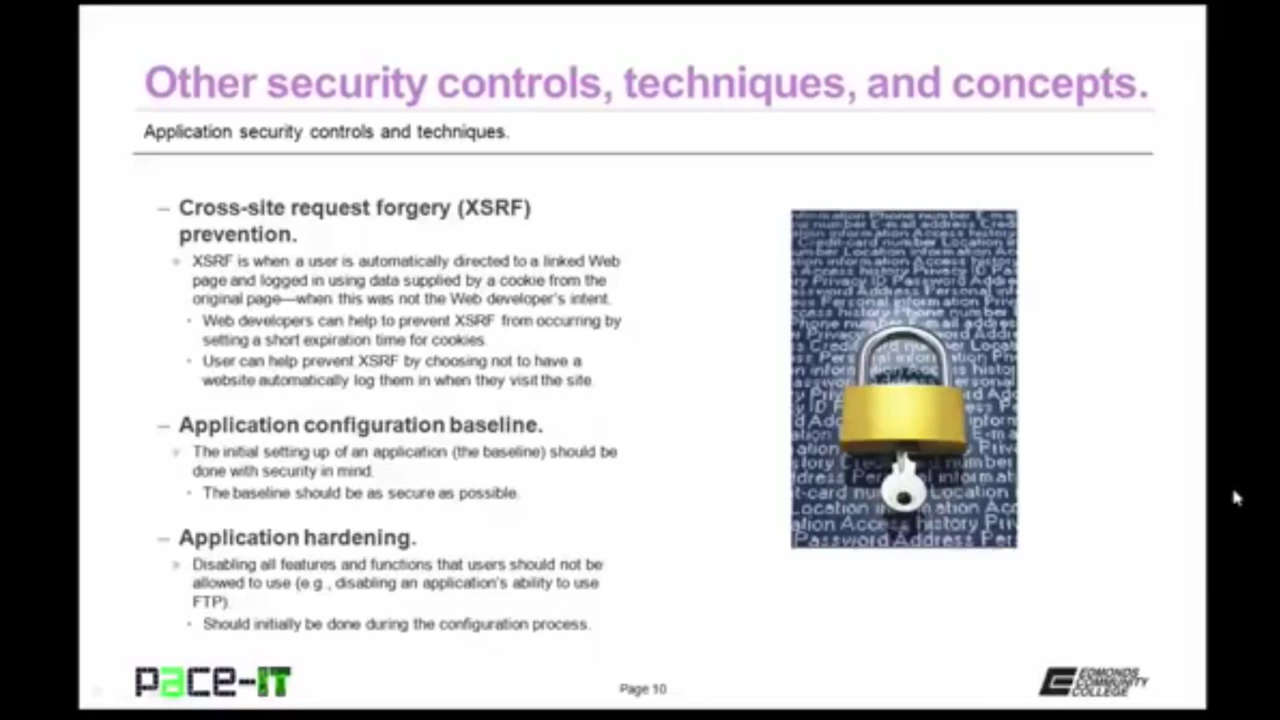 Other security controls, techniques, and concepts.
Application security controls and techniques.
– Cross-site request forgery (XSRF)
prevention.
» XSRF is when a user is automatically directed to a linked Web
page and logged in using data supplied by a cookie from the
original page—when this was not the Web developer's intent.
• Web developers can help to prevent XSRF from occurring by
setting a short expiration time for cookies.
• User can help prevent XSRF by choosing not to have a
website automatically log them in when they visit the site.
– Application configuration baseline.
» The initial setting up of an application (the baseline) should be
done with security in mind.
• The baseline should be as secure as possible.
– Application hardening.
» Disabling all features and functions that users should not be
allowed to use (e.g., disabling an application's ability to use
FTP).
• Should initially be done during the configuration process.
pace-IT
Page 10
EDMONDS
COMMUNITY
COLLEGE